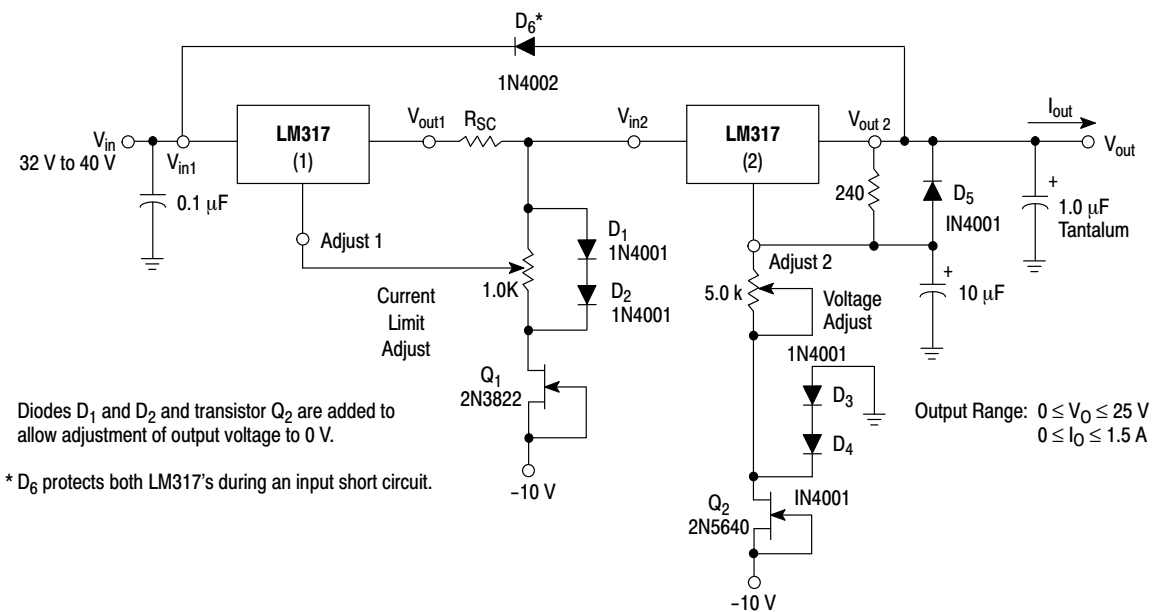 D6*
1N4002
Vin
32 V to 40 V
Vin1
0.1 μF
LM317
(1)
Vout1
RSC
Vin2
LM317
(2)
Vout 2
Iout
Vout
240
D5
IN4001
+
1.0 μF
Tantalum
Adjust 1
D1
1N4001
1.0K
D2
1N4001
Current
Limit
Adjust
Adjust 2
5.0 k
Voltage
Adjust
+
10 μF
1N4001
D3
D4
IN4001
Q1
2N3822
–10 V
Q2
2N5640
–10 V
Output Range: 0 ≤ VO ≤ 25 V
0 ≤ IO ≤ 1.5 A
Diodes D1 and D2 and transistor Q2 are added to
allow adjustment of output voltage to 0 V.
* D6 protects both LM317's during an input short circuit.